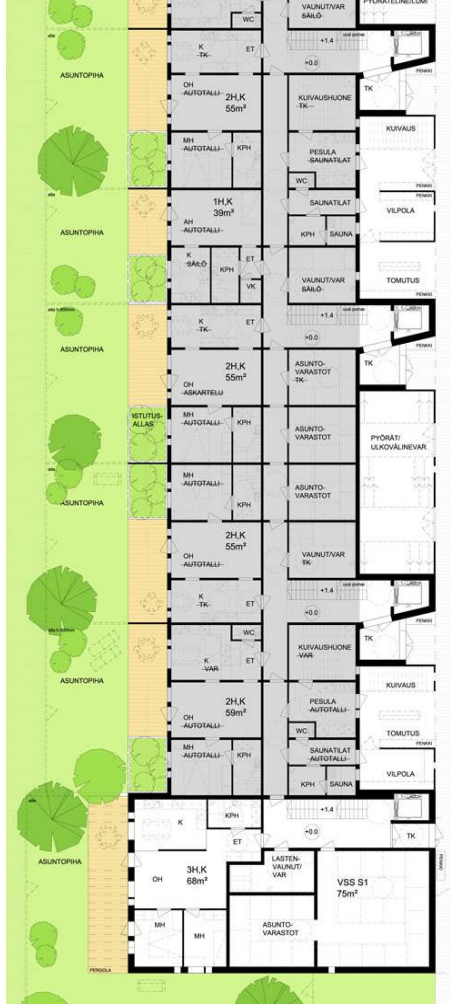 PYÖRÄTELINE/LUMI
VAUNUT/VAR
SÄILÖ
WC
K
TK
ET
+1.4
+0.0
PENKKI
TK
ASUNTOPIHA
OH
AUTOTALLI
2H,K
55m²
KUIVAUSHUONE
TK
MH
AUTOTALLI
KPH
PESULA
SAUNATILAT
KUIVAUS
WC
PENKKI
1H,K
39m²
SAUNATILAT
VILPOLA
ASUNTOPIHA
AH
AUTOTALLI
KPH
SAUNA
PENKKI
K
SÄILÖ
KPH
ET
VK
VAUNUT/VAR
SÄILÖ
TOMUTUS
K
TK
ET
+1.4
+0.0
PENKKI
TK
ASUNTOPIHA
2H,K
55m²
OH
ASKARTELU
ASUNTO-
VARASTOT
TK
ISTUTUS-
ALLAS
MH
AUTOTALLI
KPH
ASUNTO-
VARASTOT
PYÖRÄT/
ULKOVÄLINEVAR
MH
AUTOTALLI
KPH
ASUNTO-
VARASTOT
ASUNTOPIHA
2H,K
55m²
OH
AUTOTALLI
VAUNUT/VAR
TK
K
TK
ET
+1.4
+0.0
PENKKI
TK
WC
K
VAR
ET
KUIVAUSHUONE
VAR
ASUNTOPIHA
2H,K
59m²
OH
AUTOTALLI
PESULA
AUTOTALLI
KUIVAUS
WC
TOMUTUS
PENKKI
MH
AUTOTALLI
KPH
SAUNATILAT
AUTOTALLI
VILPOLA
KPH
SAUNA
+1.4
+0.0
TK
K
KPH
ET
ASUNTOPIHA
OH
3H,K
68m²
LASTEN-
VAUNUT/
VAR
VSS S1
75m²
MH
MH
ASUNTO-
VARASTOT
PERGOLA